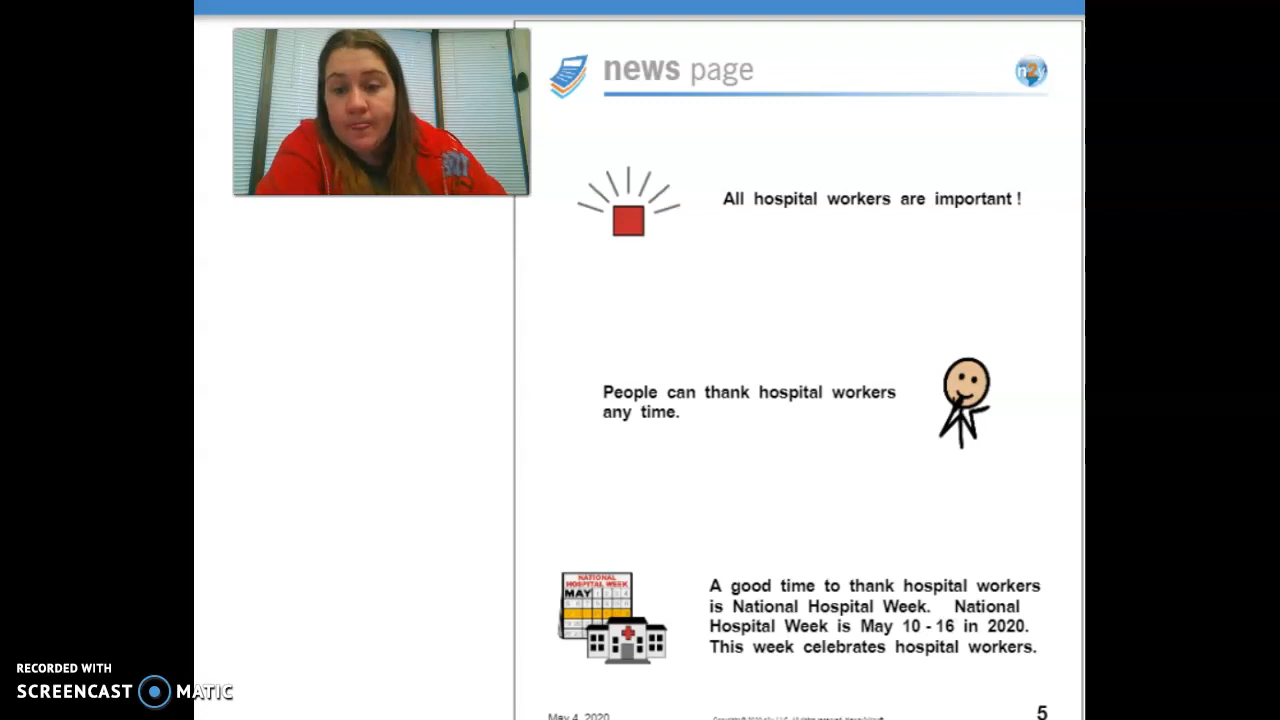 news page
n2y
All hospital workers are important !
People can thank hospital workers
any time.
NATIONAL
HOSPITAL WEEK
MAY
A good time to thank hospital workers
is National Hospital Week. National
Hospital Week is May 10 - 16 in 2020.
This week celebrates hospital workers.
May 4, 2020
5
RECORDED WITH
SCREENCAST MATIC